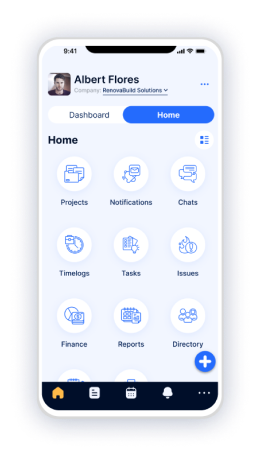 9:41
Albert Flores
Company: RenovaBuild Solutions
Dashboard Home
Home
Projects Notifications Chats
Timelogs Tasks Issues
Finance Reports Directory